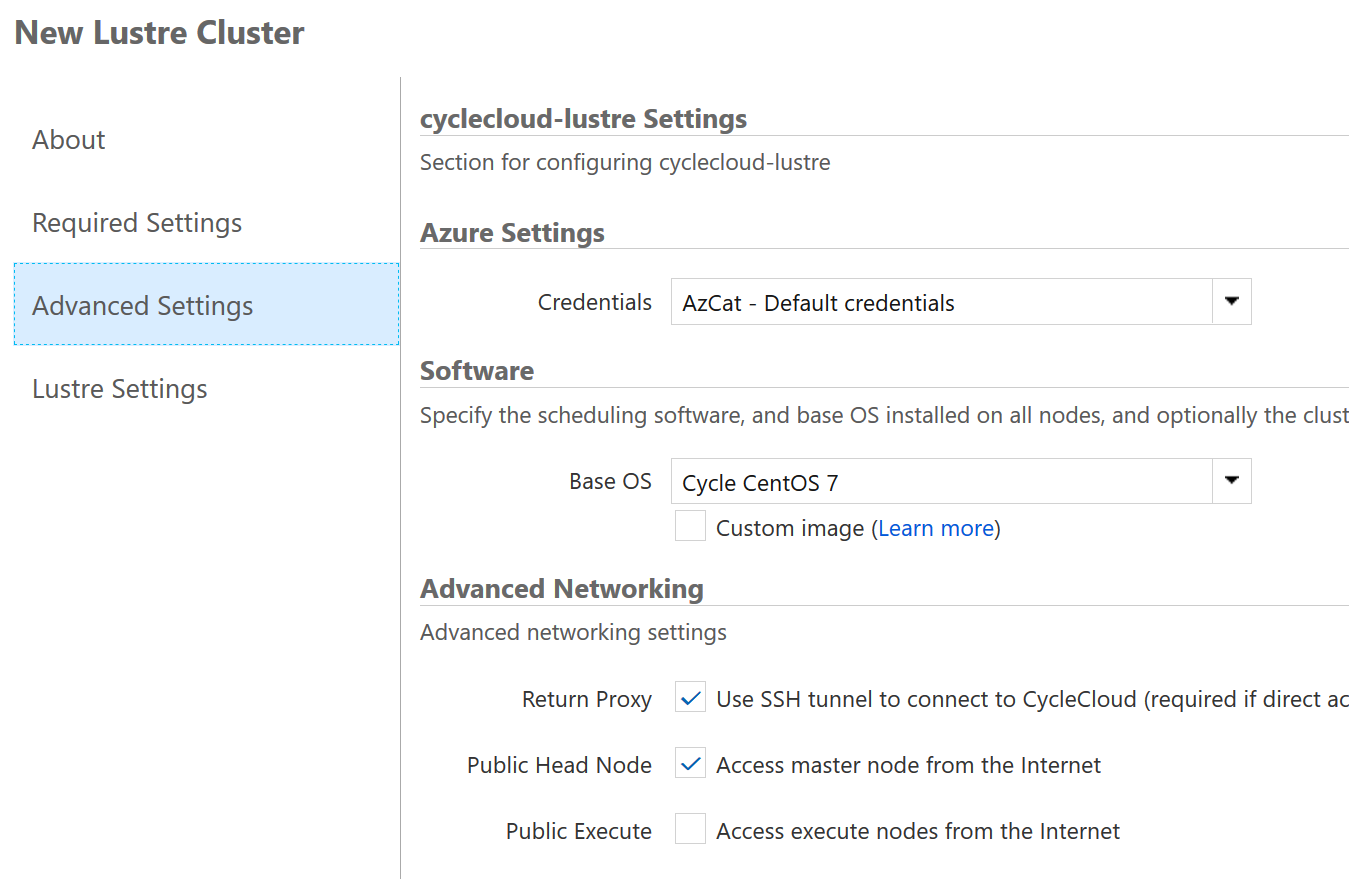 New Lustre Cluster
About
Required Settings
Advanced Settings
Lustre Settings
cyclecloud-lustre Settings
Section for configuring cyclecloud-lustre
Azure Settings
Credentials AzCat - Default credentials
Software
Specify the scheduling software, and base OS installed on all nodes, and optionally the clust
Base OS Cycle CentOS 7
Custom image (Learn more)
Advanced Networking
Advanced networking settings
Return Proxy Use SSH tunnel to connect to CycleCloud (required if direct ac
Public Head Node Access master node from the Internet
Public Execute Access execute nodes from the Internet